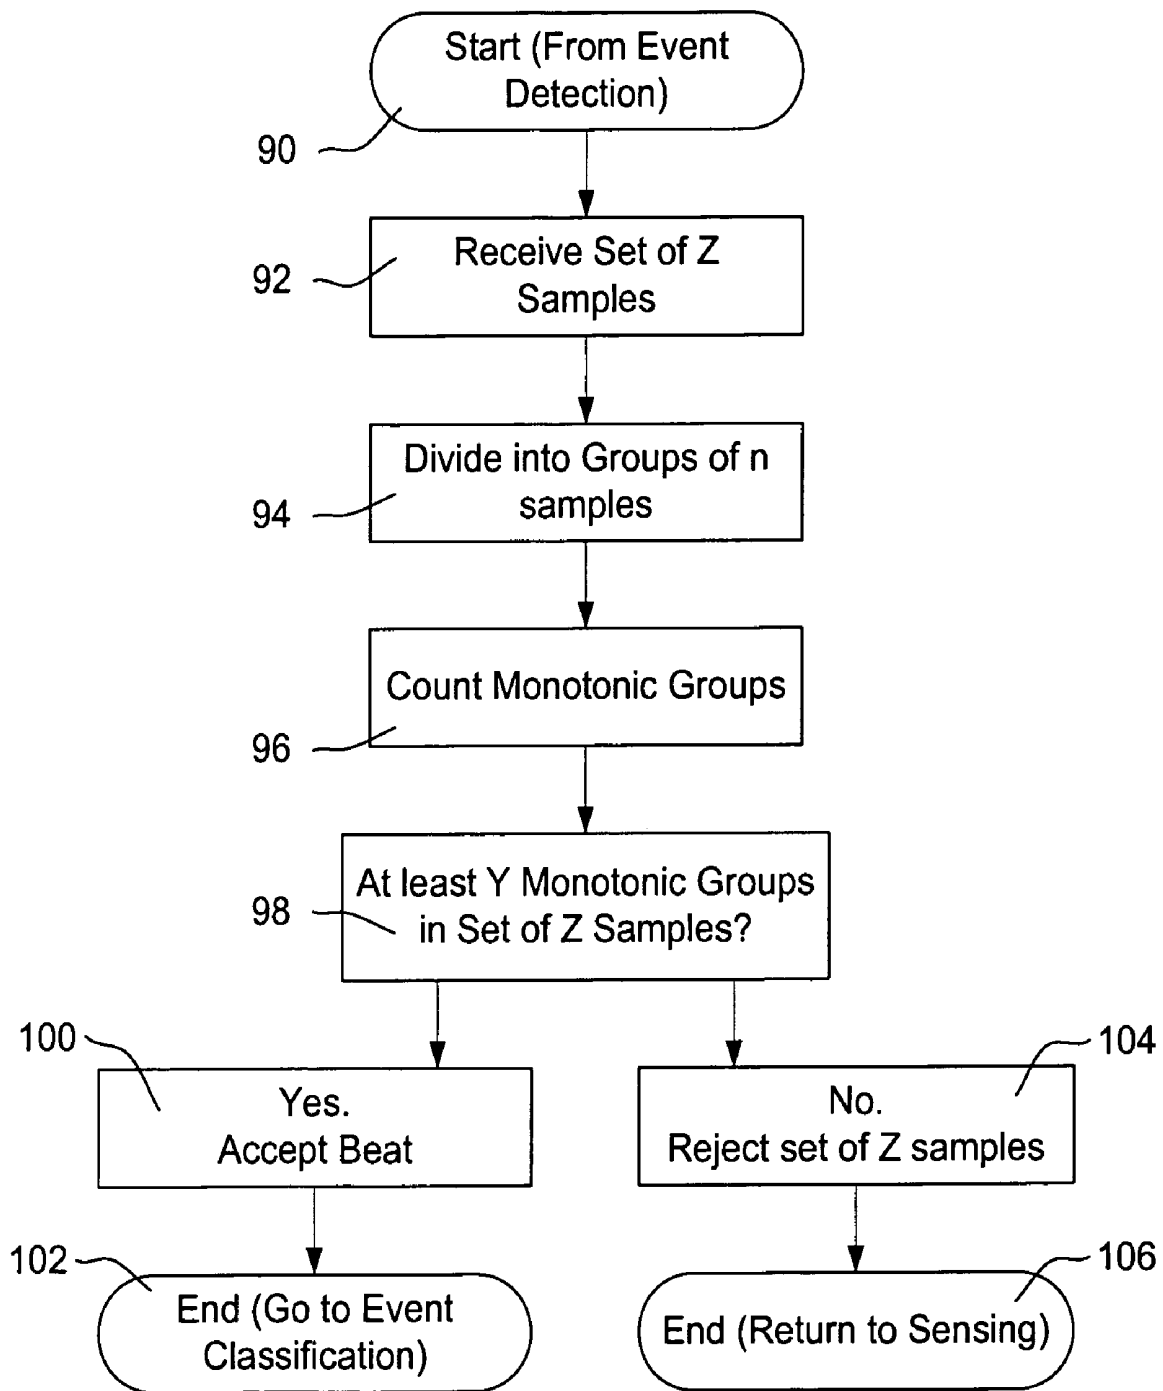 Start (From Event
Detection)
90
Receive Set of Z
Samples
92
Divide into Groups of n
samples
94
Count Monotonic Groups
96
At least Y Monotonic Groups
in Set of Z Samples?
98
100
Yes.
Accept Beat
104
No.
Reject set of Z samples
102
End (Go to Event
Classification)
106
End (Return to Sensing)